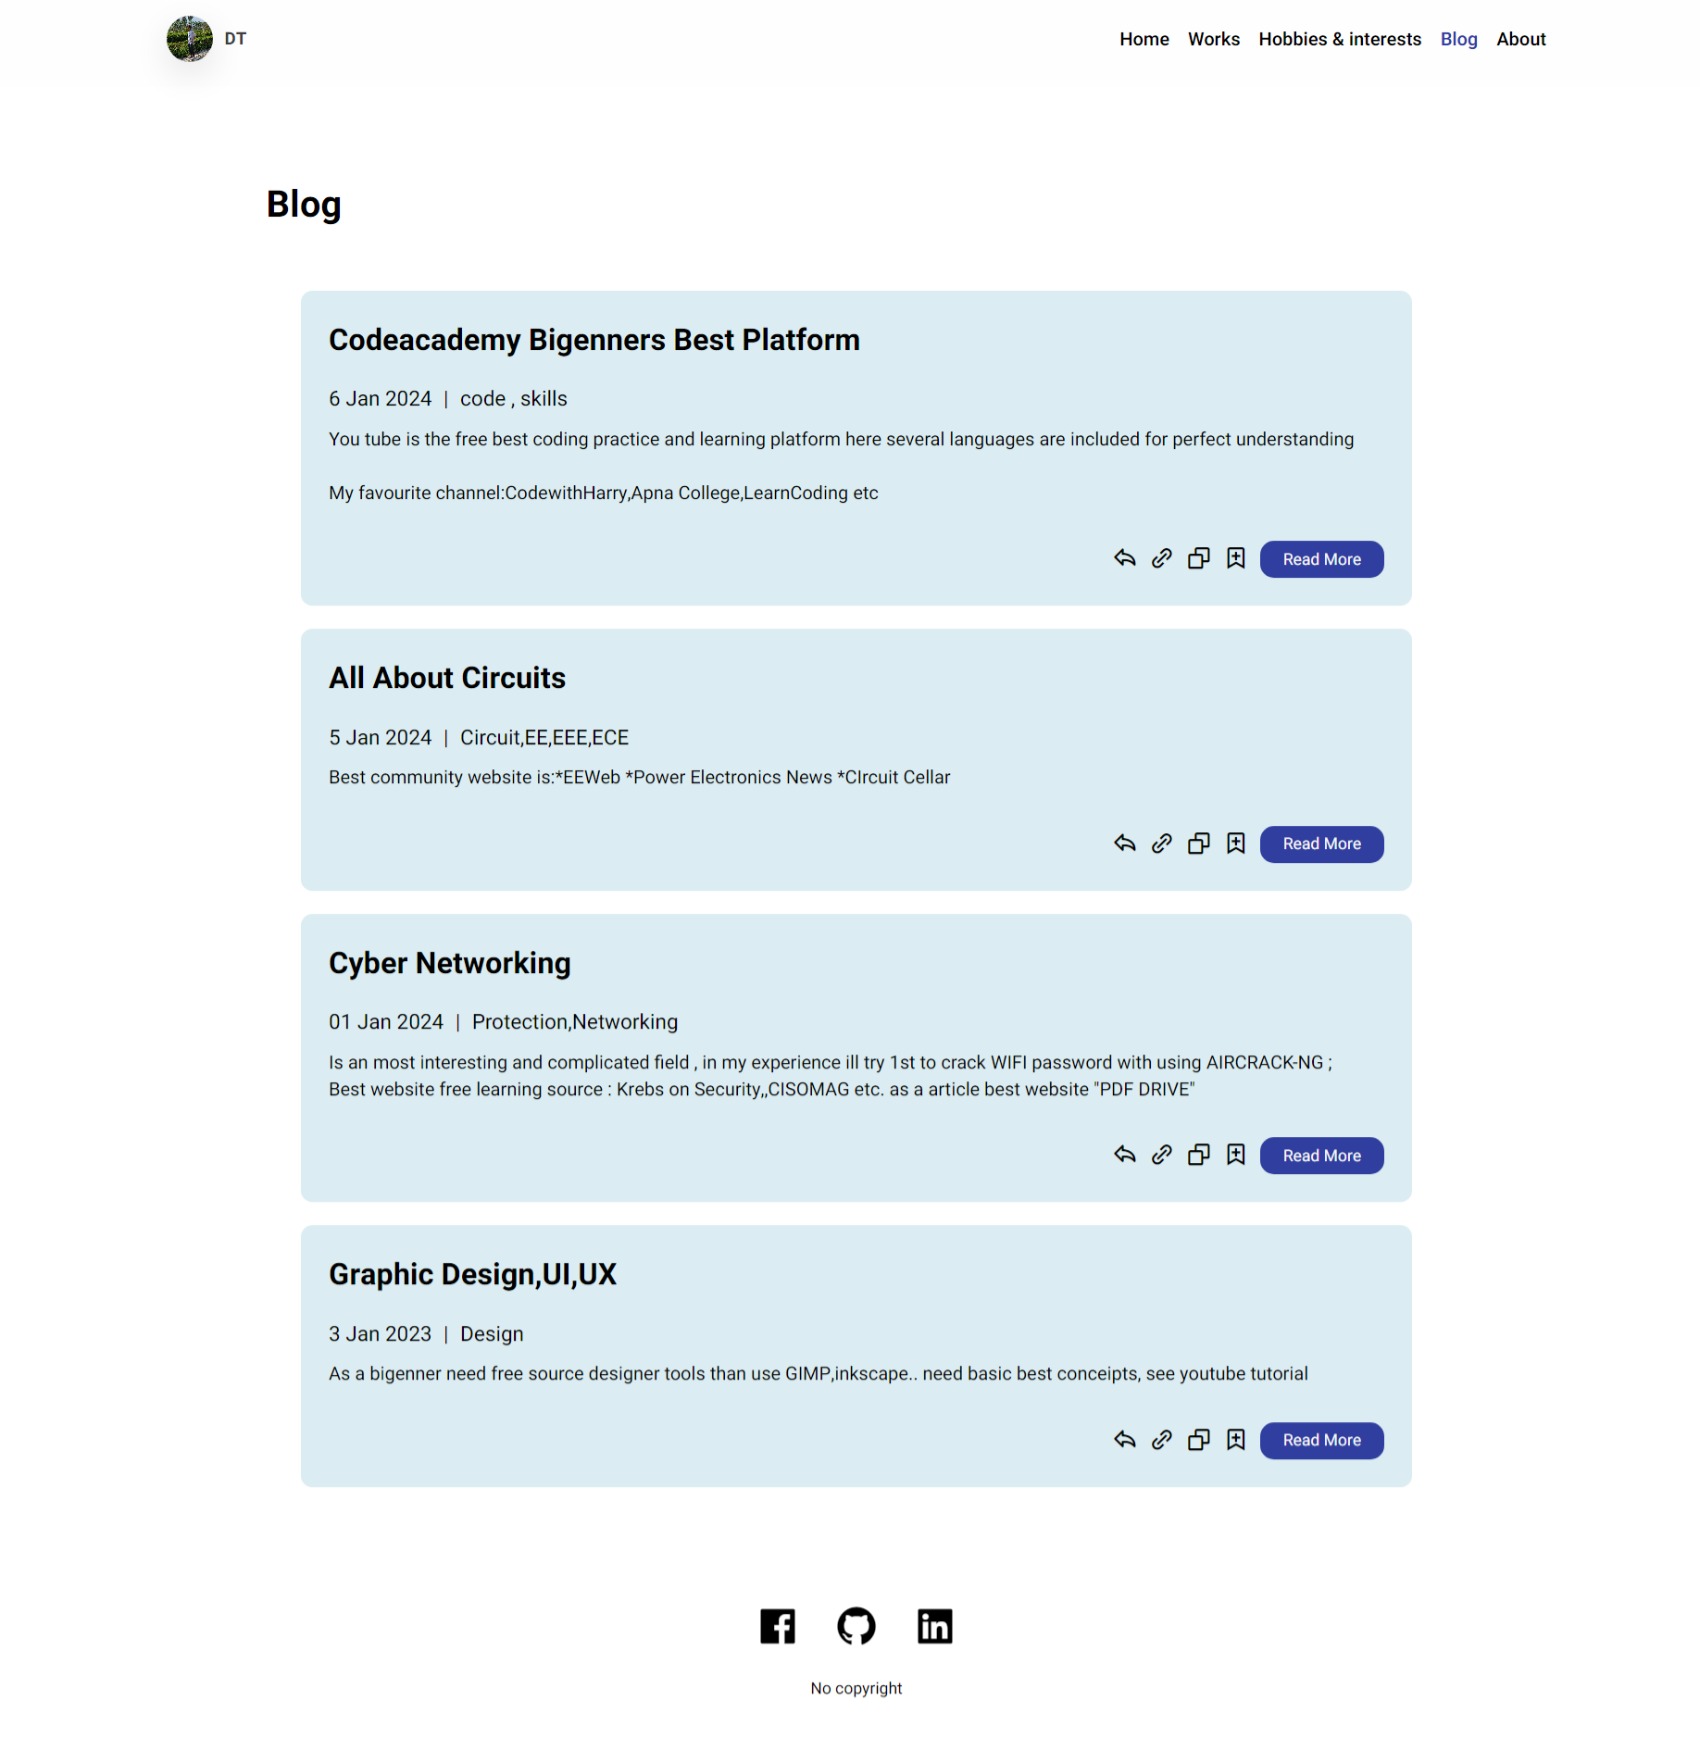 DT
Home Works Hobbies & interests Blog About
Blog
Codeacademy Bigenners Best Platform
6 Jan 2024 | code , skills
You tube is the free best coding practice and learning platform here several languages are included for perfect understanding
My favourite channel:CodewithHarry,Apna College,LearnCoding etc
Read More
All About Circuits
5 Jan 2024 | Circuit,EE,EEE,ECE
Best community website is:*EEWeb *Power Electronics News *CIrcuit Cellar
Read More
Cyber Networking
01 Jan 2024 | Protection,Networking
Is an most interesting and complicated field , in my experience ill try 1st to crack WIFI password with using AIRCRACK-NG ;
Best website free learning source : Krebs on Security,,CISOMAG etc. as a article best website "PDF DRIVE"
Read More
Graphic Design,UI,UX
3 Jan 2023 | Design
As a bigenner need free source designer tools than use GIMP,inkscape.. need basic best conceipts, see youtube tutorial
Read More
No copyright